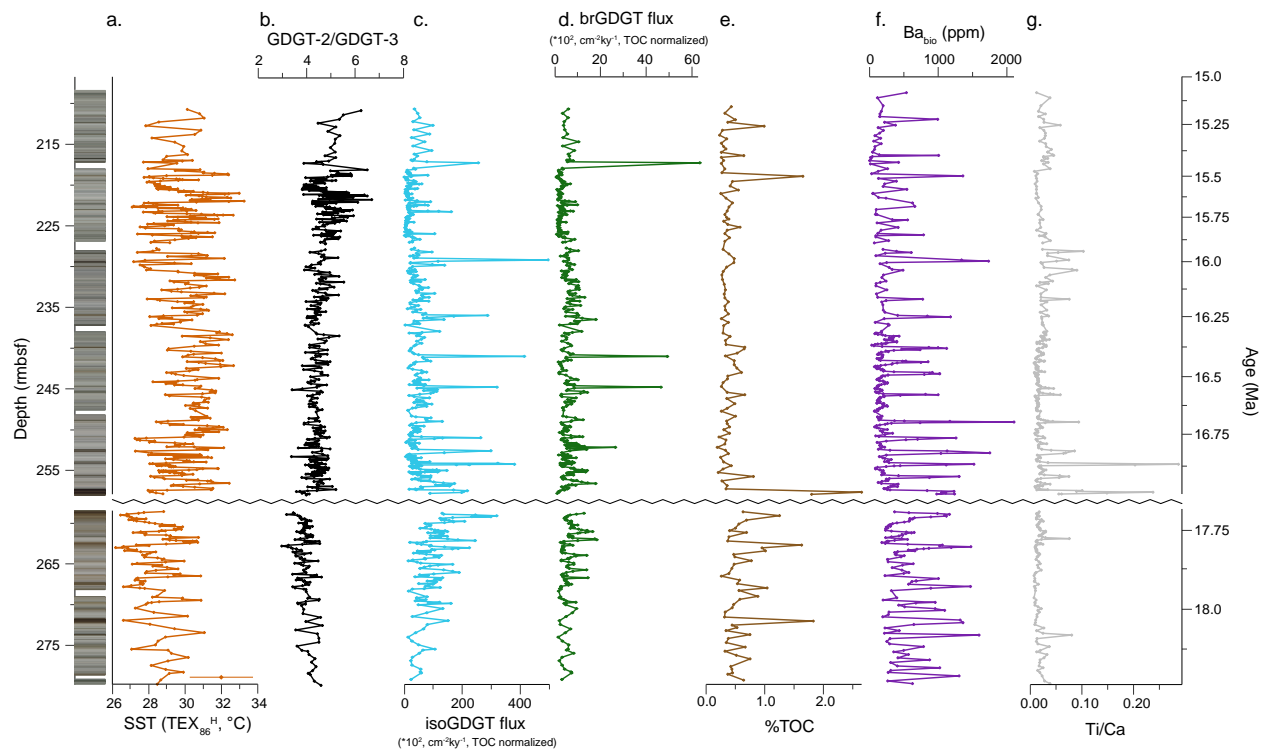 a.
b.
c.
d.
brGDGT flux
e.
f.
Ba_bio (ppm)
g.
GDGT-2/GDGT-3
(*10², cm⁻²ky⁻¹, TOC normalized)
2 4 6 8
0 20 40 60
0 1000 2000
215
225
235
245
255
265
275
Depth (rmbsf)
15.0
15.25
15.5
15.75
16.0
16.25
16.5
16.75
17.75
18.0
Age (Ma)
26 28 30 32 34
SST (TEX₈₆ᴴ, °C)
0 200 400
isoGDGT flux
(*10², cm⁻²ky⁻¹, TOC normalized)
0.0 1.0 2.0
%TOC
0.00 0.10 0.20
Ti/Ca